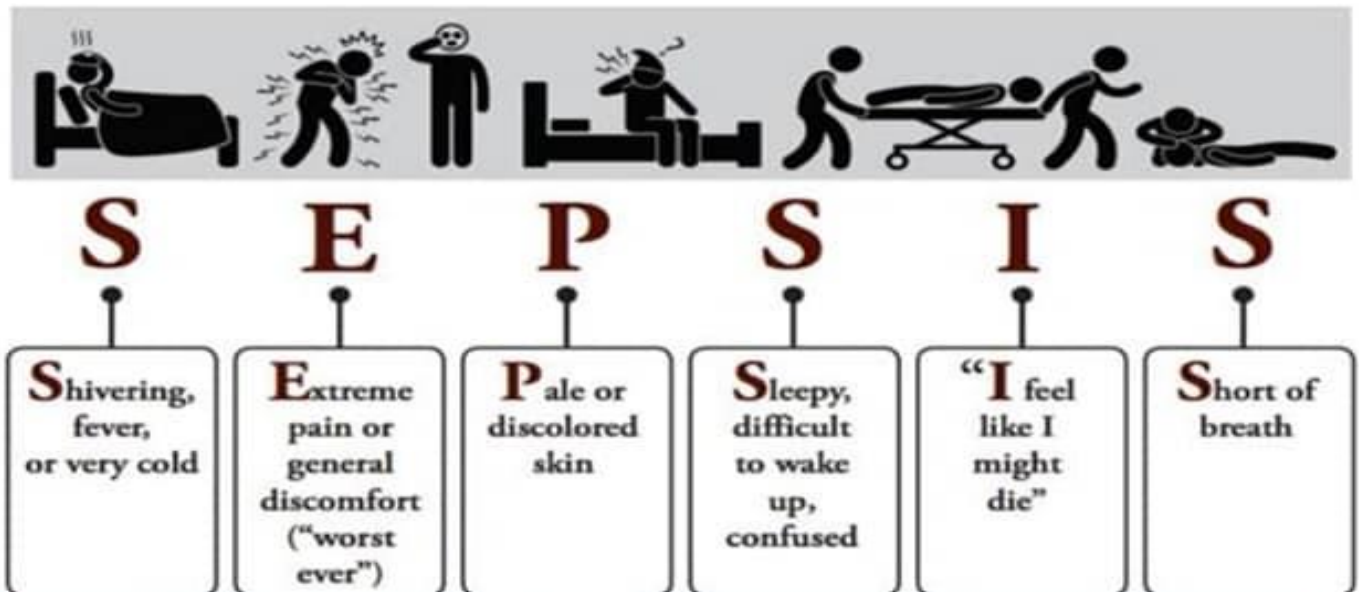 S E P S I S
Shivering,
fever,
or very cold
Extreme
pain or
general
discomfort
(“worst
ever”)
Pale or
discolored
skin
Sleepy,
difficult
to wake
up,
confused
“I feel
like I
might
die”
Short of
breath